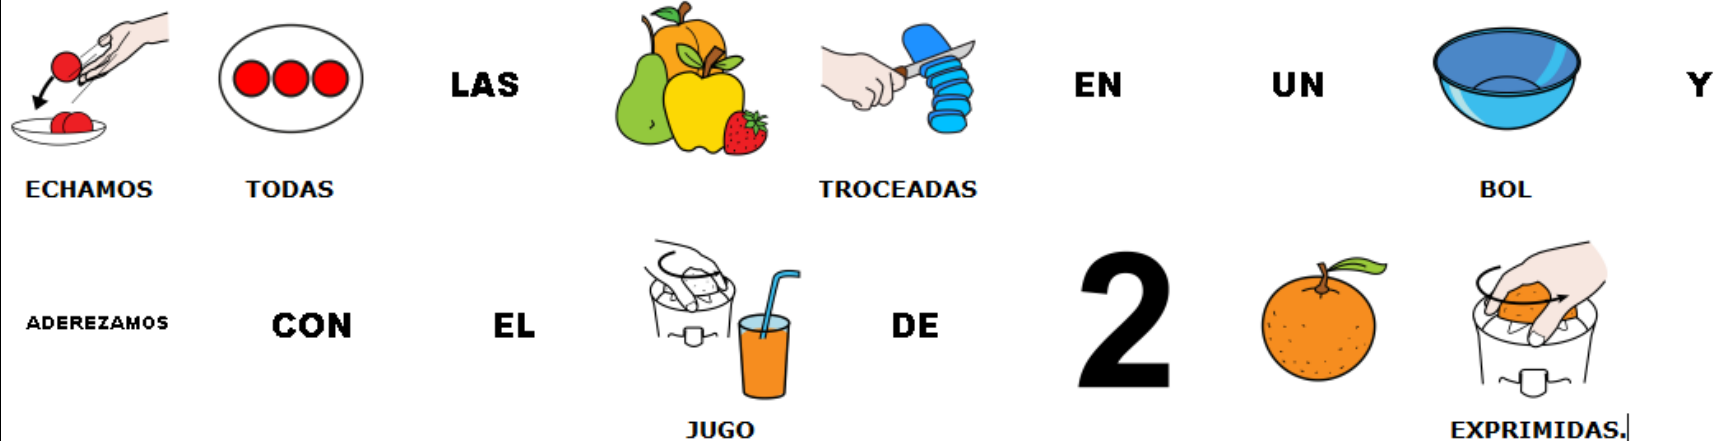 LAS EN UN Y
ECHAMOS TODAS TROCEADAS BOL
ADEREZAMOS CON EL DE 2
JUGO EXPRIMIDAS.